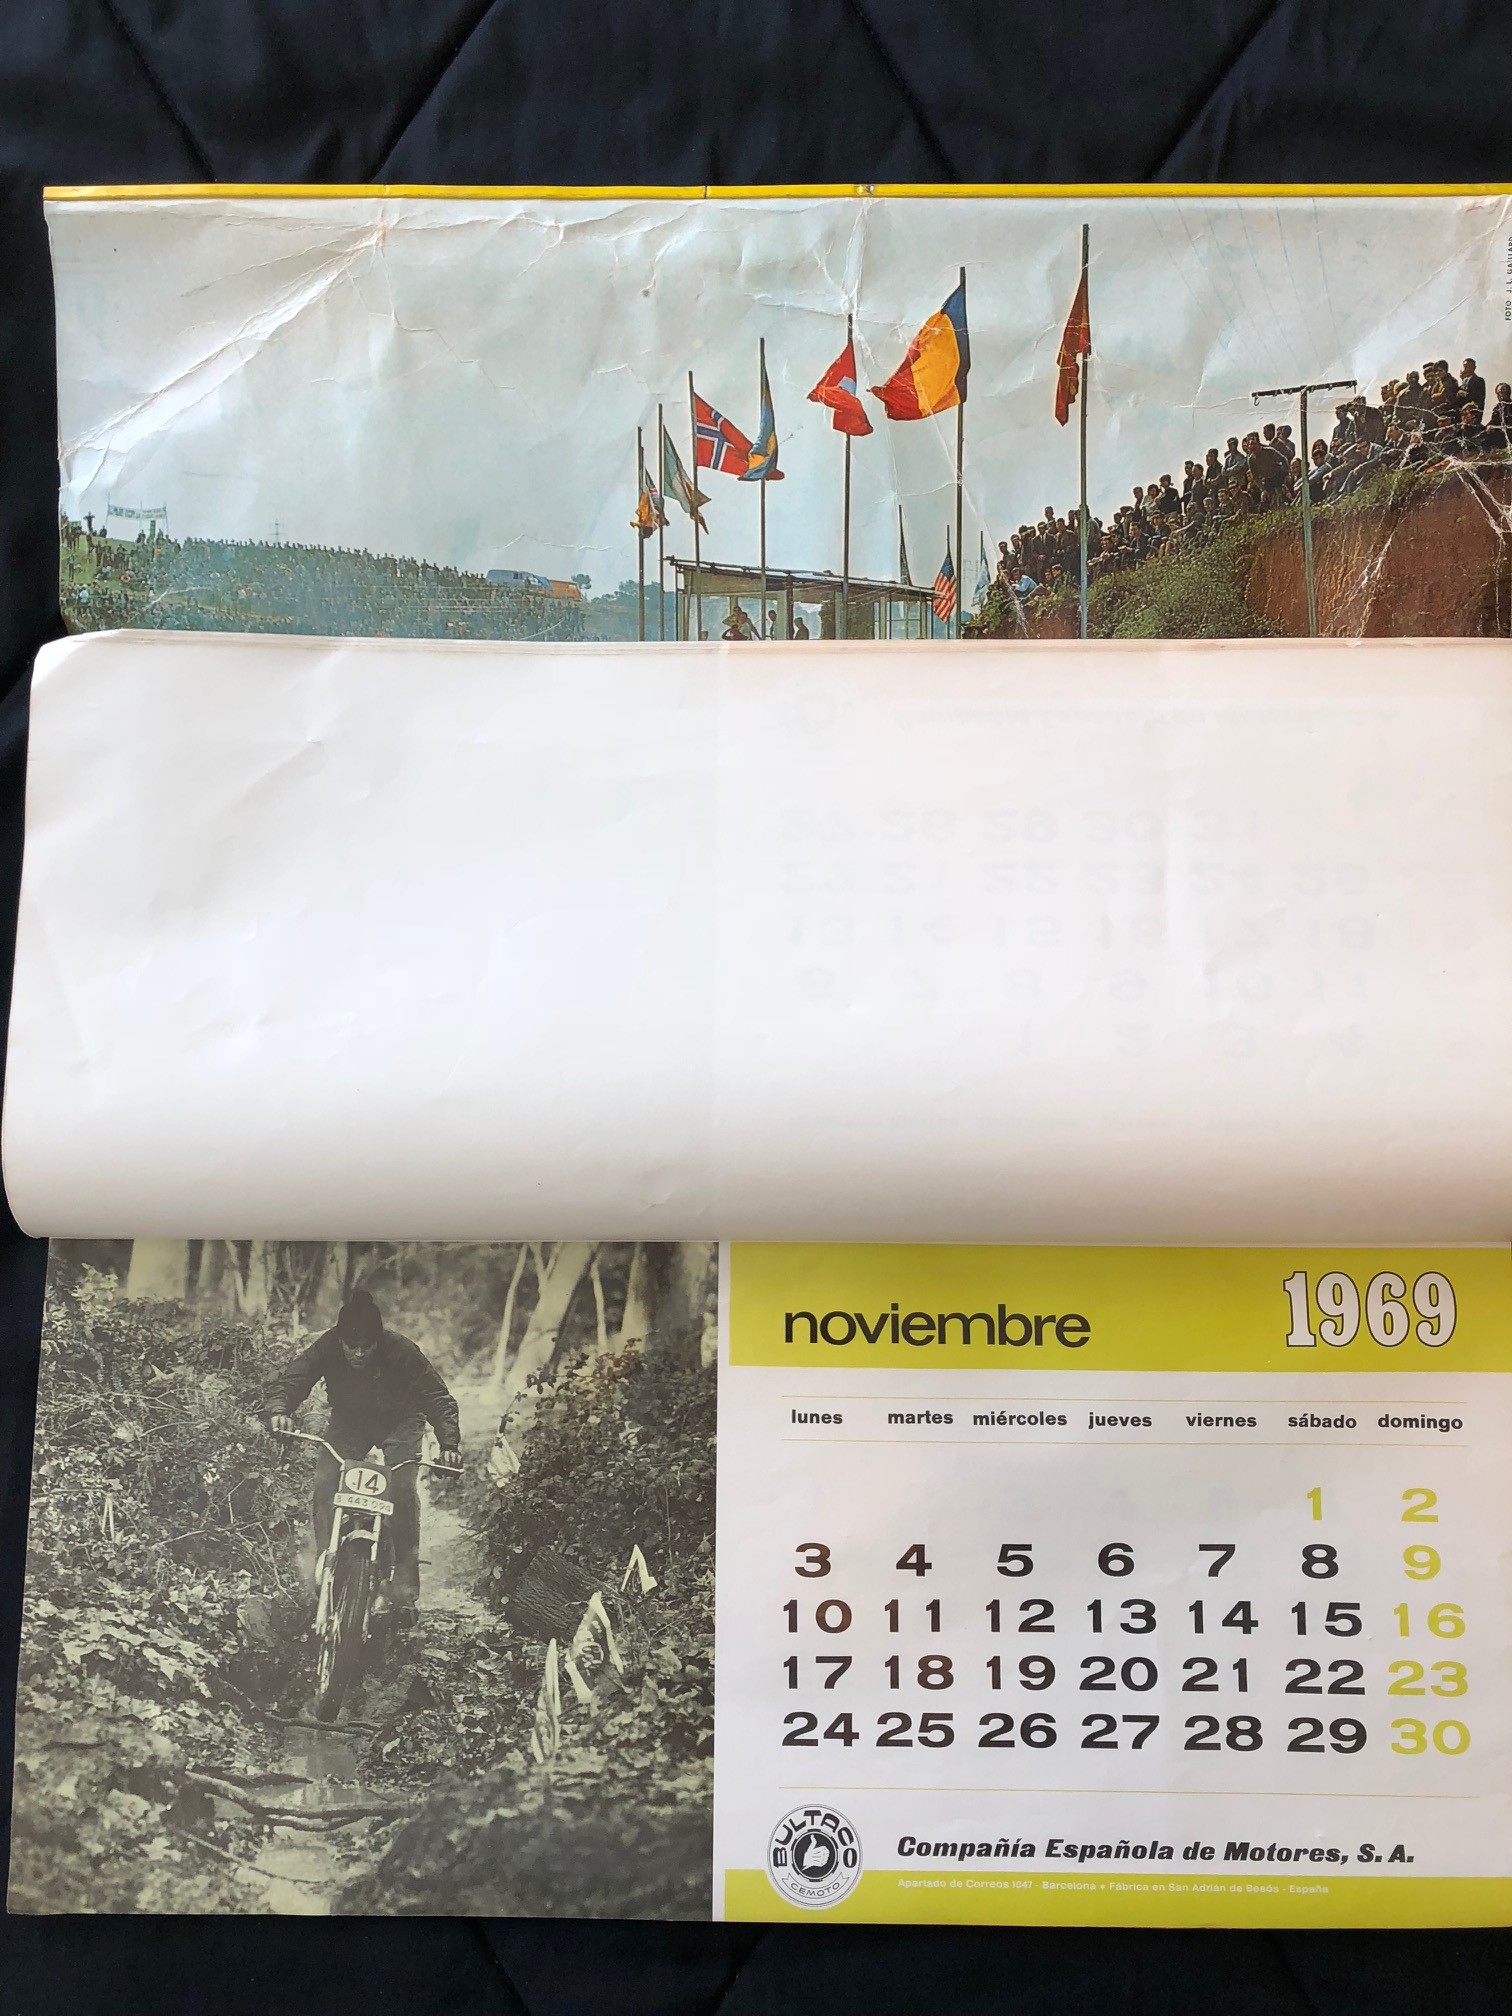 FOTO: J. L. GAILLARD
noviembre 1969
lunes martes miércoles jueves viernes sábado domingo
1 2
3 4 5 6 7 8 9
10 11 12 13 14 15 16
17 18 19 20 21 22 23
24 25 26 27 28 29 30
14
BULTACO
CEMOTO
Compañía Española de Motores, S. A.
Apartado de Correos 1047 - Barcelona • Fábrica en San Adrián de Besós - España